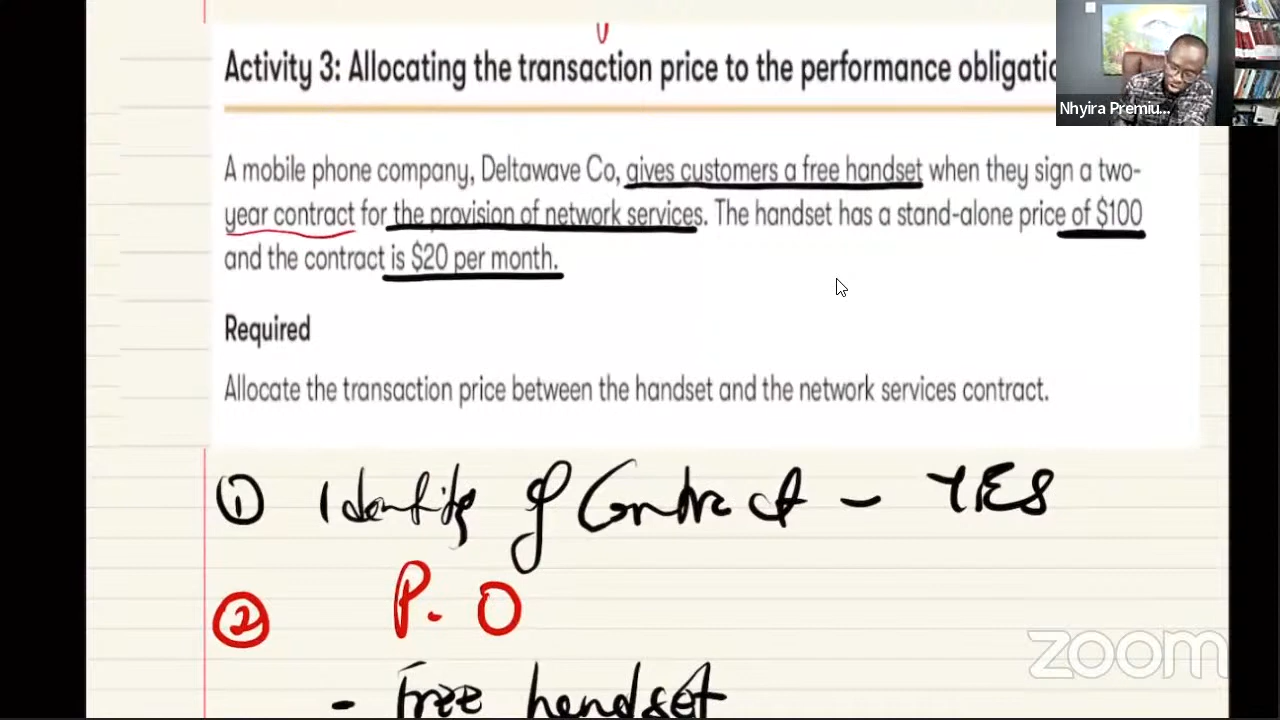 Activity 3: Allocating the transaction price to the performance obligatio
Nhyira Premiu...
A mobile phone company, Deltawave Co, gives customers a free handset when they sign a two-
year contract for the provision of network services. The handset has a stand-alone price of $100
and the contract is $20 per month.
Required
Allocate the transaction price between the handset and the network services contract.
① Identity of Contract - YES
② P. O
zoom
- Free handset